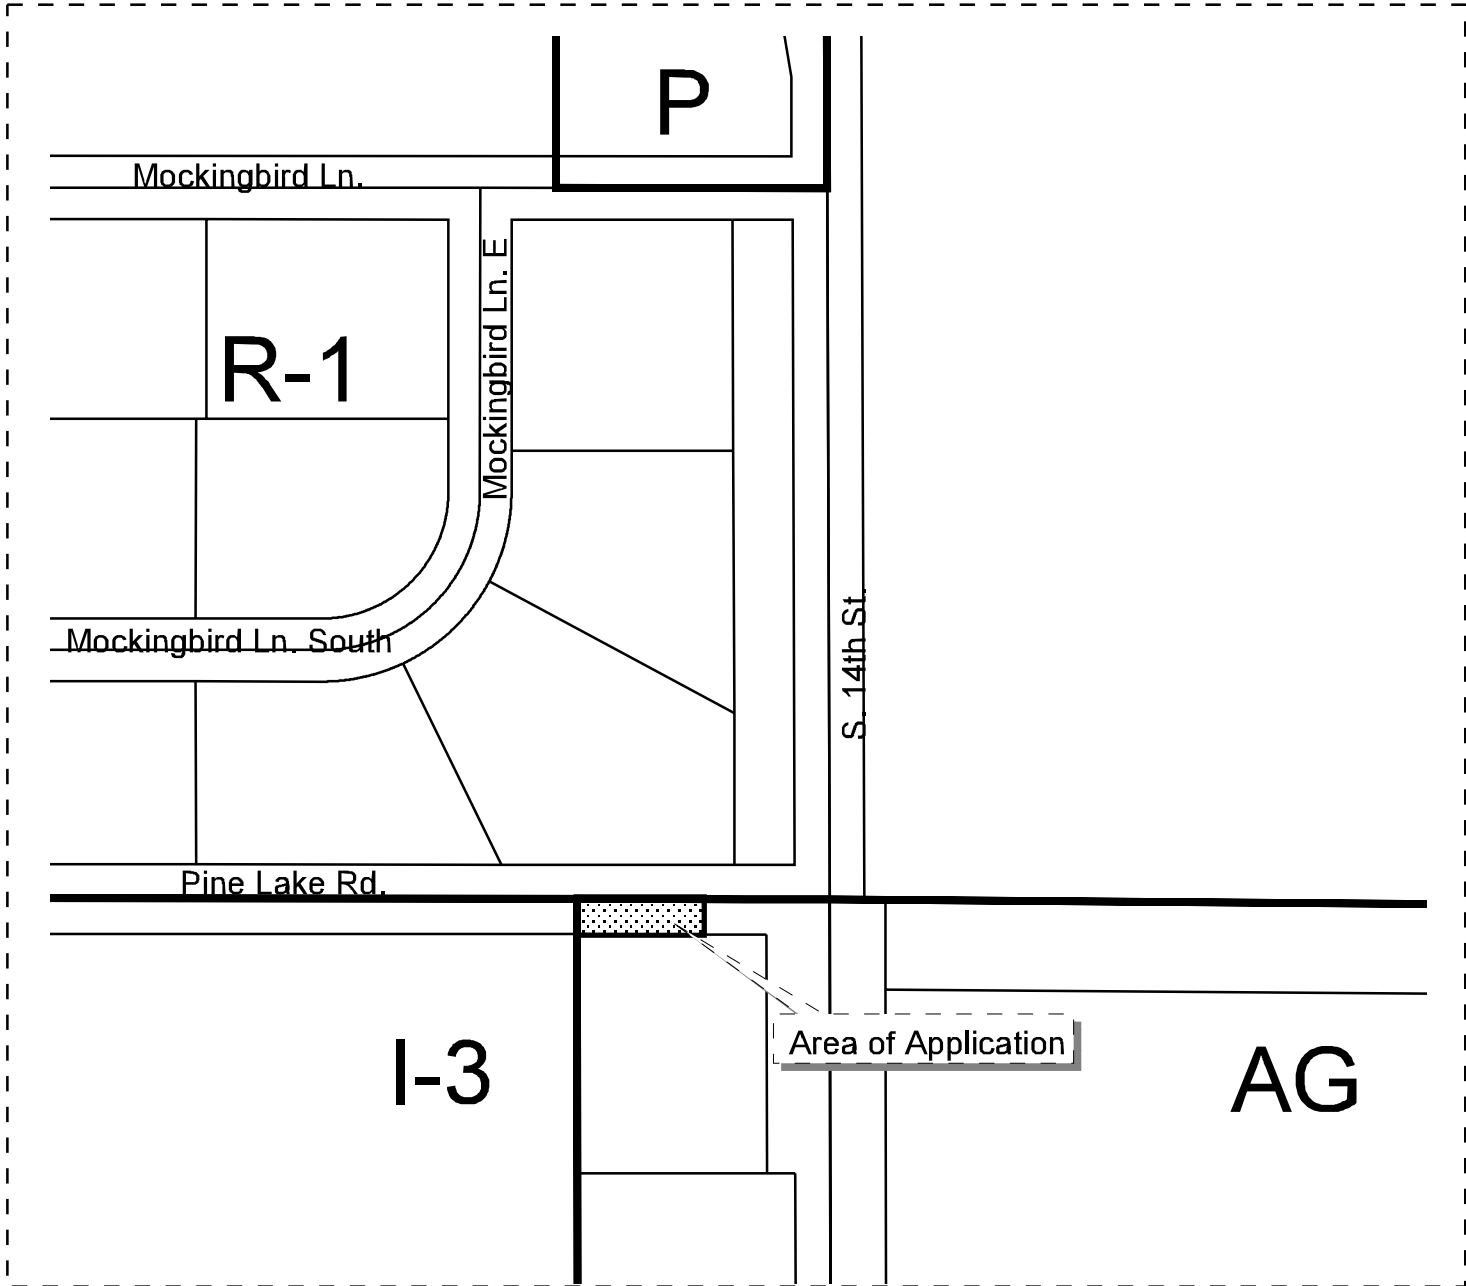 P
Mockingbird Ln.
Mockingbird Ln. E
R-1
S. 14th St.
Mockingbird Ln. South
Pine Lake Rd.
Area of Application
I-3
AG